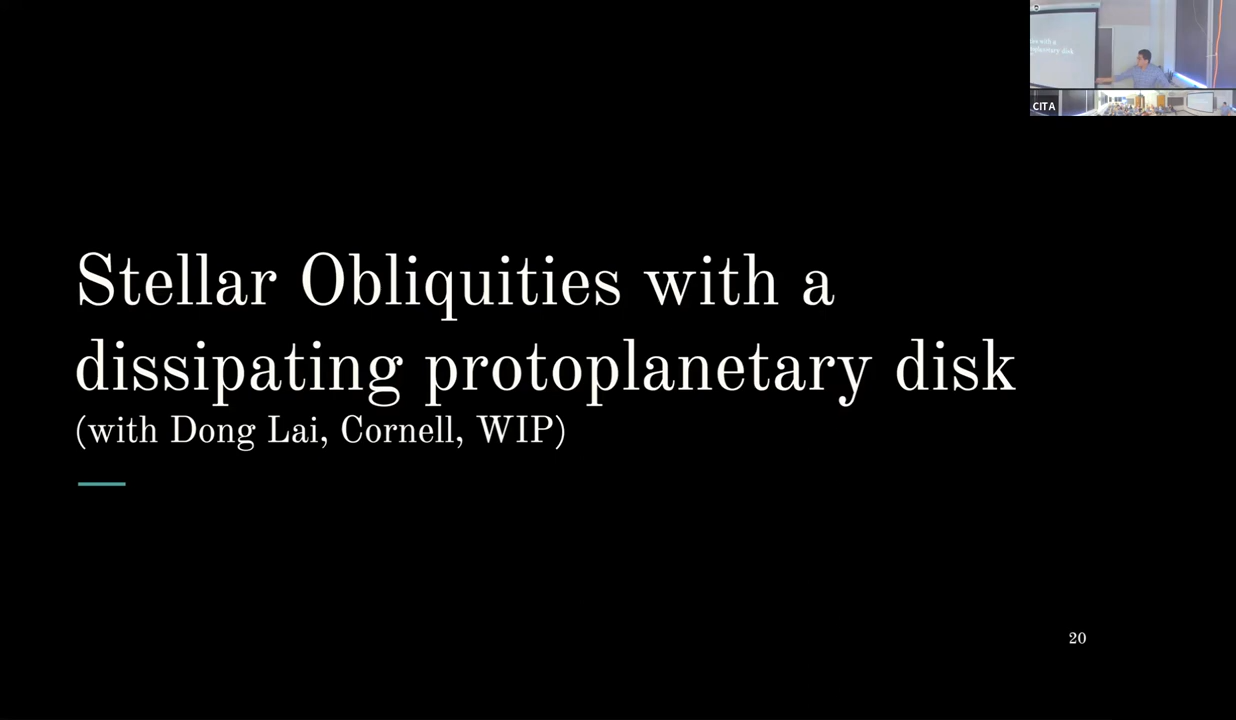 CITA
Stellar Obliquities with a
dissipating protoplanetary disk
(with Dong Lai, Cornell, WIP)
20